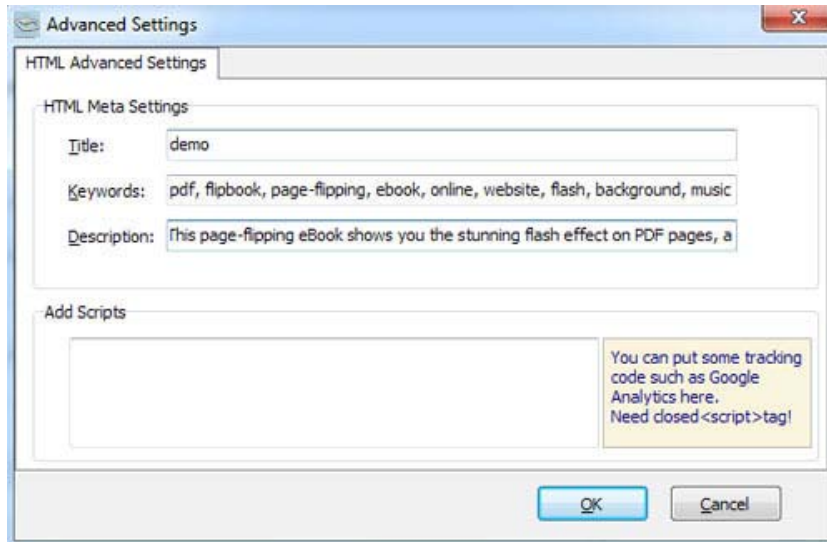 Advanced Settings
HTML Advanced Settings
HTML Meta Settings
Title: demo
Keywords: pdf, flipbook, page-flipping, ebook, online, website, flash, background, music
Description: This page-flipping eBook shows you the stunning flash effect on PDF pages, a
Add Scripts
You can put some tracking
code such as Google
Analytics here.
Need closed<script>tag!
OK Cancel